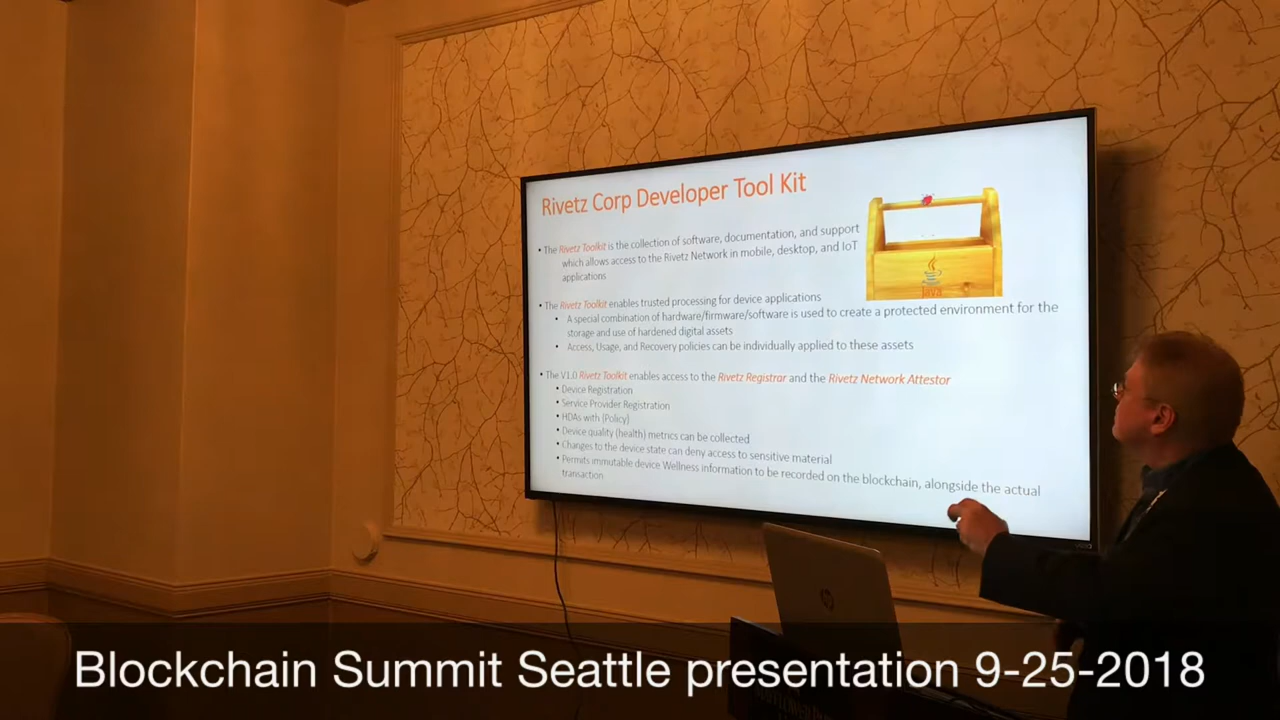 Rivetz Corp Developer Tool Kit
• The Rivetz Toolkit is the collection of software, documentation, and support
which allows access to the Rivetz Network in mobile, desktop, and IoT
applications
java
• The Rivetz Toolkit enables trusted processing for device applications
• A special combination of hardware/firmware/software is used to create a protected environment for the
storage and use of hardened digital assets
• Access, Usage, and Recovery policies can be individually applied to these assets
• The V1.0 Rivetz Toolkit enables access to the Rivetz Registrar and the Rivetz Network Attestor
• Device Registration
• Service Provider Registration
• HDAs with (Policy)
• Device quality (health) metrics can be collected
• Changes to the device state can deny access to sensitive material
• Permits immutable device Wellness information to be recorded on the blockchain, alongside the actual
transaction
hp
Blockchain Summit Seattle presentation 9-25-2018